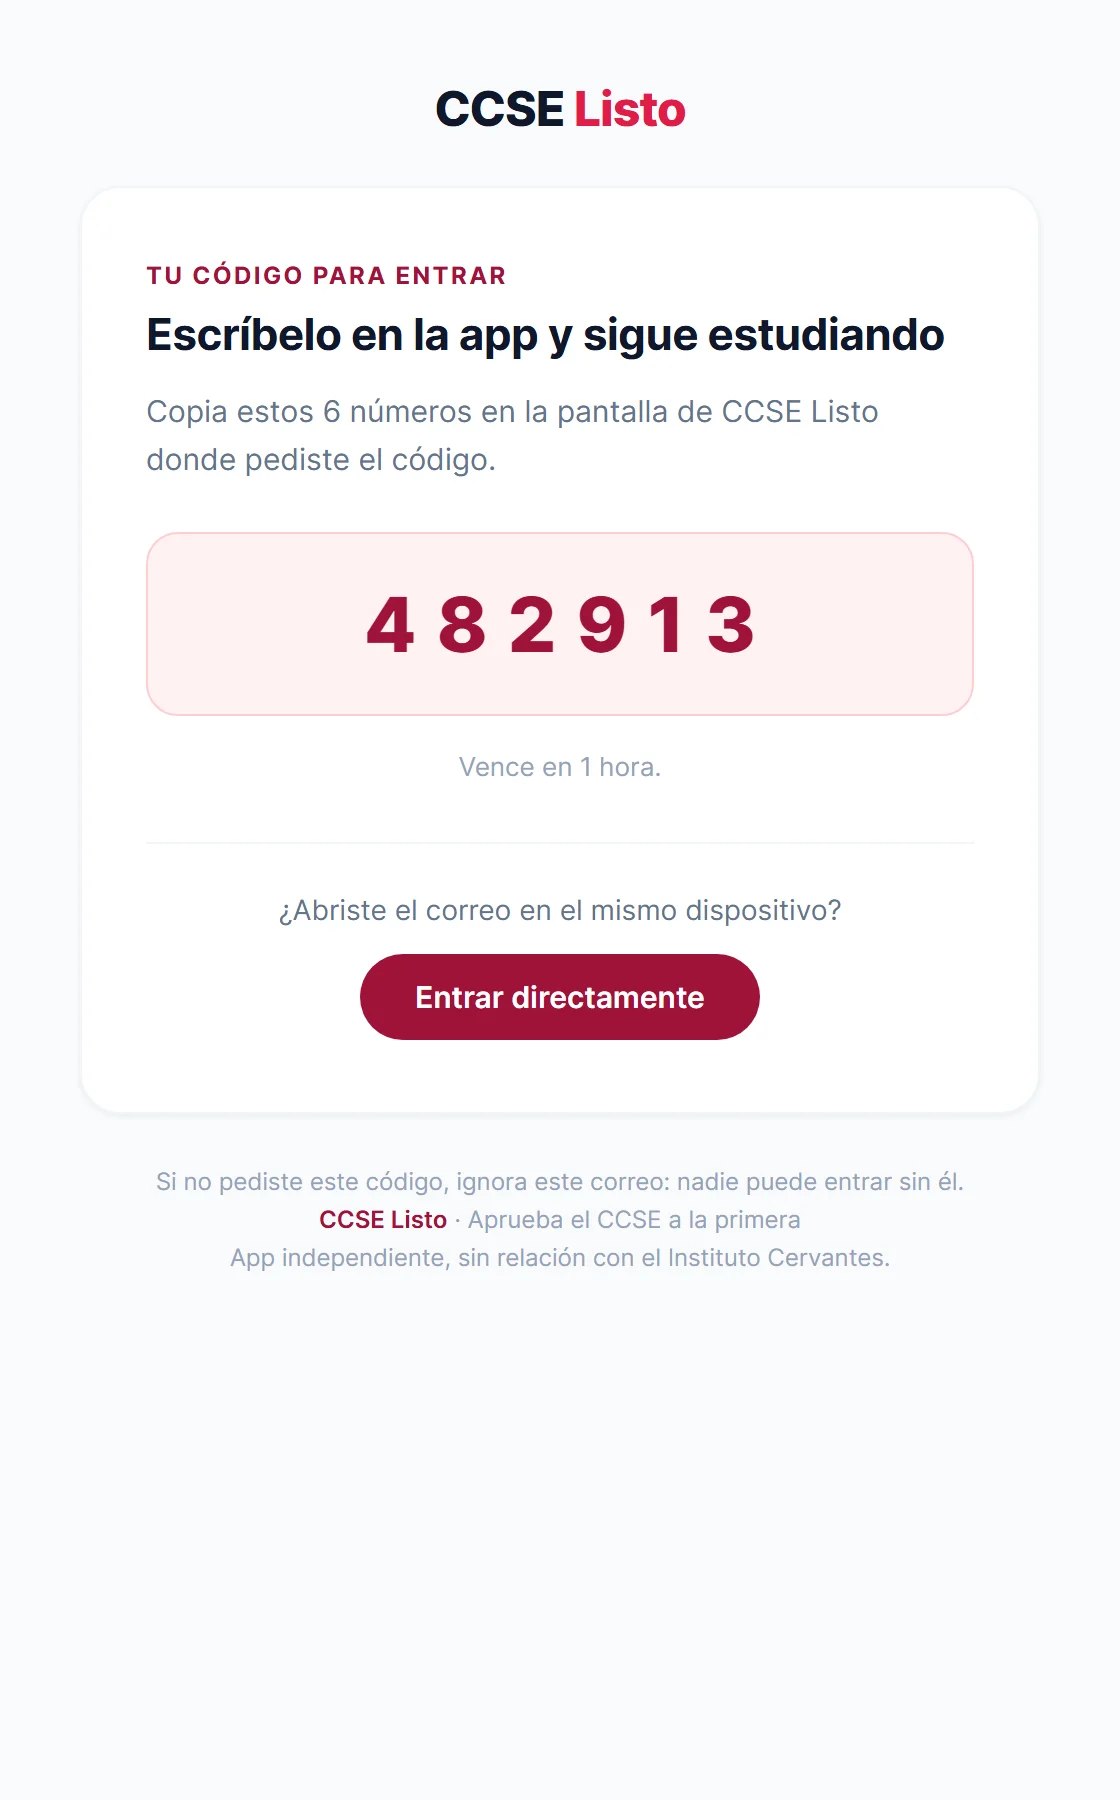 CCSE Listo
TU CÓDIGO PARA ENTRAR
Escríbelo en la app y sigue estudiando
Copia estos 6 números en la pantalla de CCSE Listo
donde pediste el código.
4 8 2 9 1 3
Vence en 1 hora.
¿Abriste el correo en el mismo dispositivo?
Entrar directamente
Si no pediste este código, ignora este correo: nadie puede entrar sin él.
CCSE Listo · Aprueba el CCSE a la primera
App independiente, sin relación con el Instituto Cervantes.